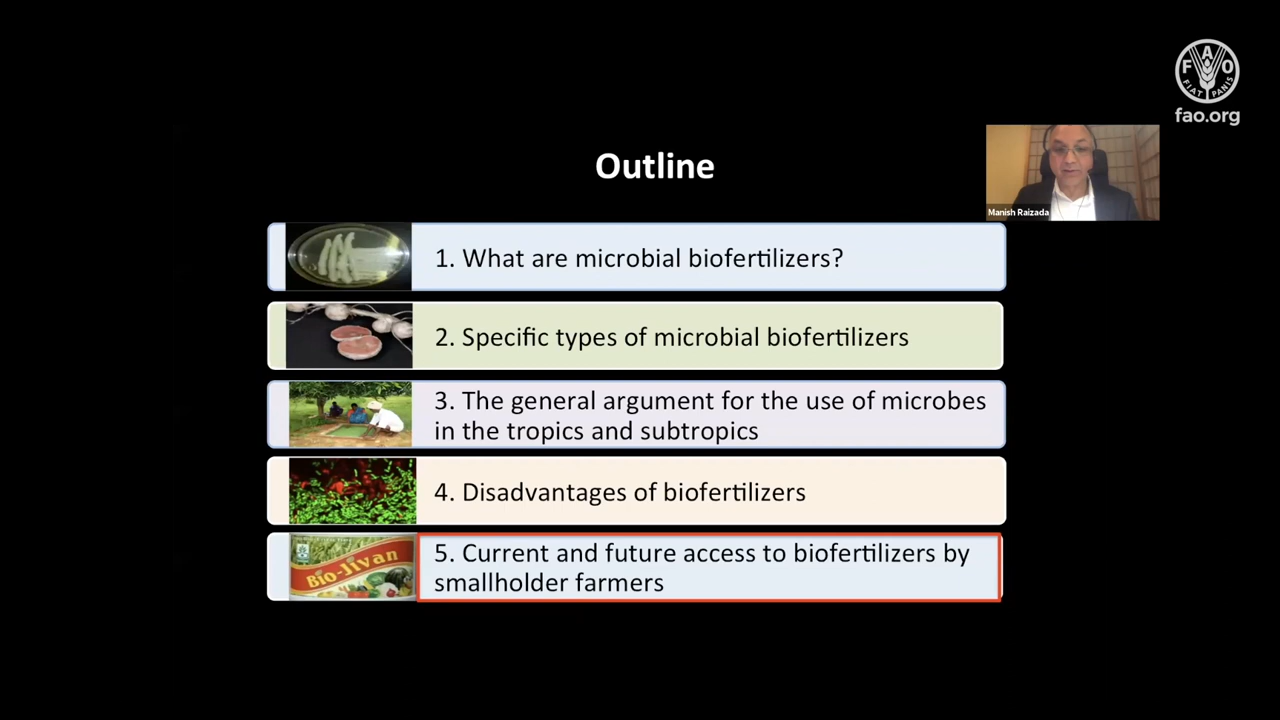 F A O
FIAT PANIS
fao.org
Outline
Manish Raizada
1. What are microbial biofertilizers?
2. Specific types of microbial biofertilizers
3. The general argument for the use of microbes
in the tropics and subtropics
4. Disadvantages of biofertilizers
Bio-Jivan
5. Current and future access to biofertilizers by
smallholder farmers